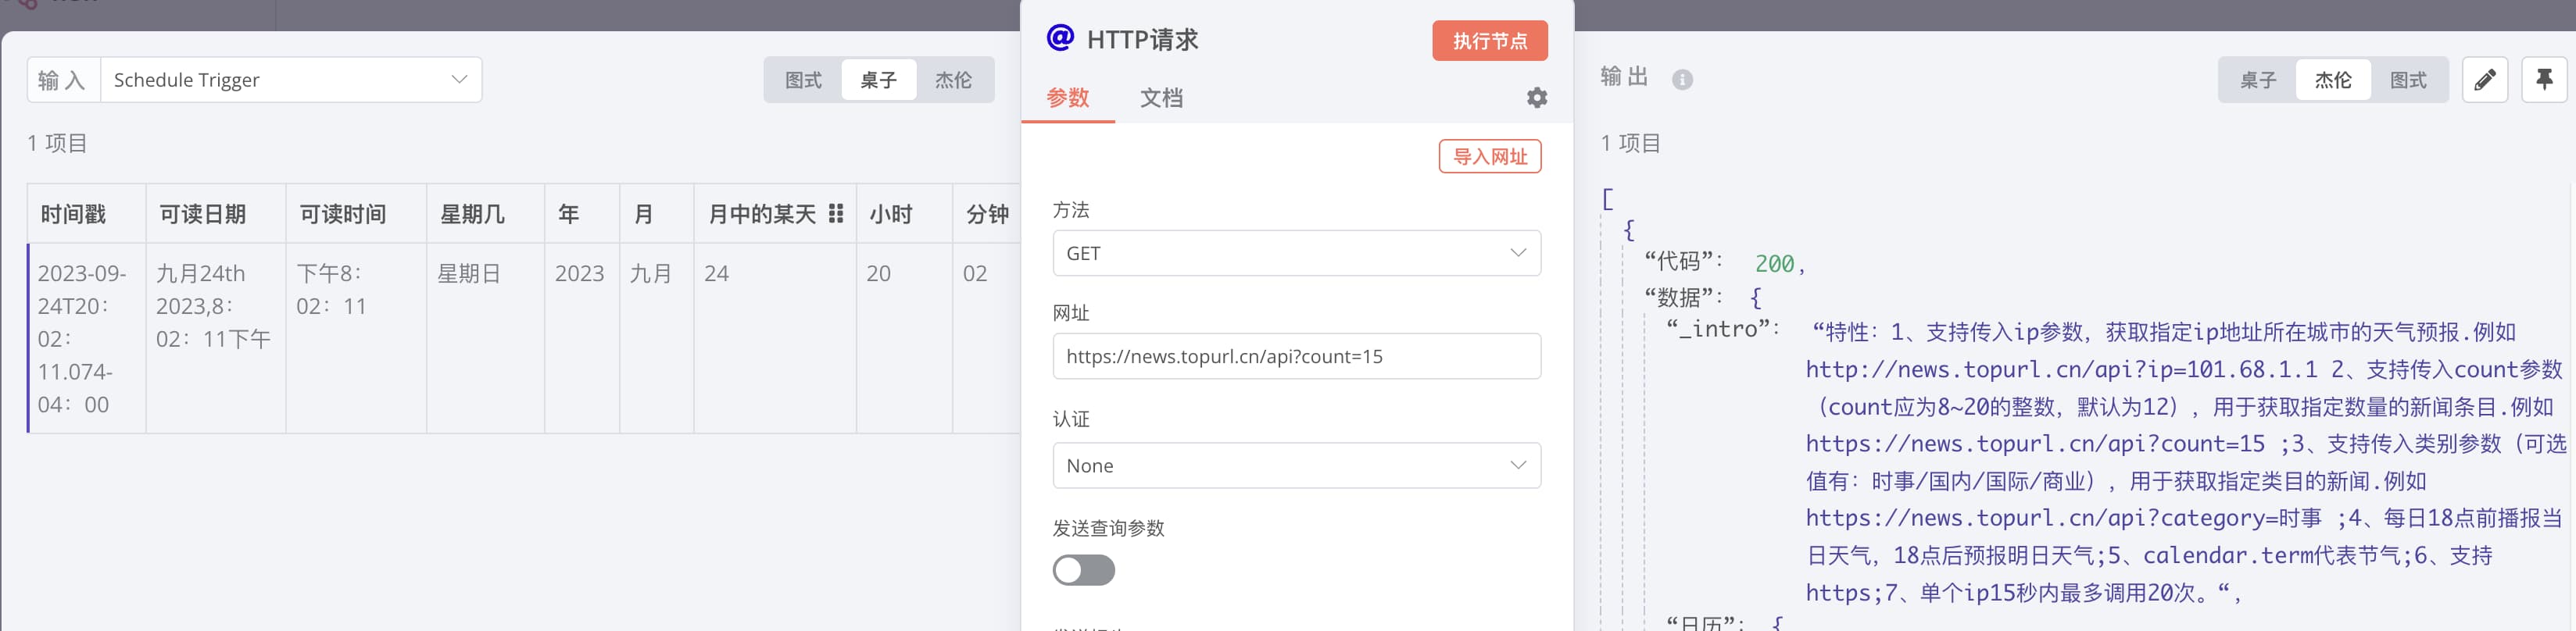 输入
Schedule Trigger
图式 桌子 杰伦
1 项目
时间戳 可读日期 可读时间 星期几 年 月 月中的某天 小时 分钟
2023-09-24T20：02：11.074-04：00
九月24th 2023,8：02：11下午
下午8：02：11
星期日
2023
九月
24
20
02
HTTP请求
执行节点
参数 文档
导入网址
方法
GET
网址
https://news.topurl.cn/api?count=15
认证
None
发送查询参数
输出
桌子 杰伦 图式
1 项目
[
{
“代码”： 200,
“数据”： {
“_intro”： “特性：1、支持传入ip参数，获取指定ip地址所在城市的天气预报.例如
http://news.topurl.cn/api?ip=101.68.1.1 2、支持传入count参数
（count应为8~20的整数，默认为12），用于获取指定数量的新闻条目.例如
https://news.topurl.cn/api?count=15 ;3、支持传入类别参数（可选
值有：时事/国内/国际/商业），用于获取指定类目的新闻.例如
https://news.topurl.cn/api?category=时事 ;4、每日18点前播报当
日天气，18点后预报明日天气;5、calendar.term代表节气;6、支持
https;7、单个ip15秒内最多调用20次。“,
“日历”： {